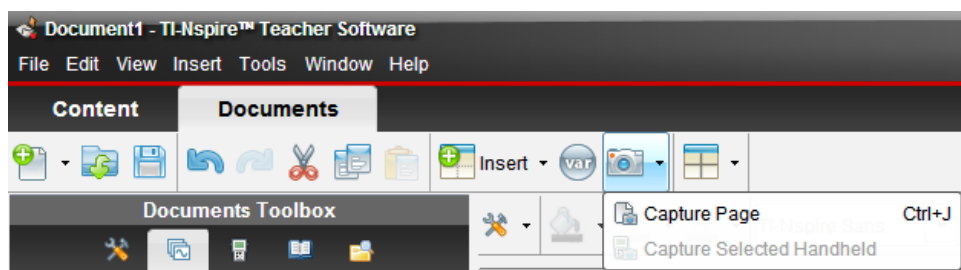 Document1 - TI-Nspire™ Teacher Software
File Edit View Insert Tools Window Help
Content Documents
Insert var
Documents Toolbox
Capture Page Ctrl+J
Capture Selected Handheld